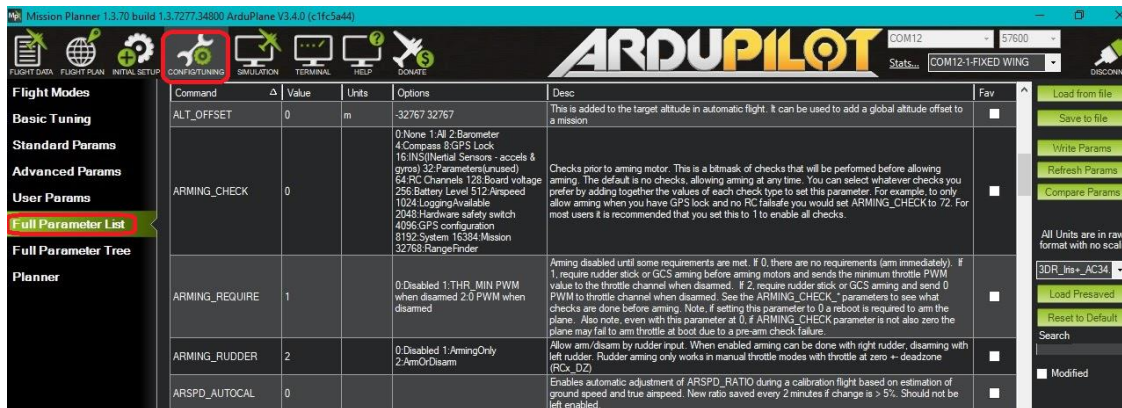 Mission Planner 1.3.70 build 1.3.7277.34800 ArduPlane V3.4.0 (c1fc5a44)
FLIGHT DATA FLIGHT PLAN INITIAL SETUP CONFIG/TUNING SIMULATION TERMINAL HELP DONATE
ARDUPILOT
COM12 57600
Stats... COM12-1-FIXED WING
DISCONN
Flight Modes
Basic Tuning
Standard Params
Advanced Params
User Params
Full Parameter List
Full Parameter Tree
Planner
Command Value Units Options Desc Fav
ALT_OFFSET 0 m -32767 32767
This is added to the target altitude in automatic flight. It can be used to add a global altitude offset to
a mission
ARMING_CHECK 0
0:None 1:All 2:Barometer
4:Compass 8:GPS Lock
16:INS(INertial Sensors - accels &
gyros) 32:Parameters(unused)
64:RC Channels 128:Board voltage
256:Battery Level 512:Airspeed
1024:LoggingAvailable
2048:Hardware safety switch
4096:GPS configuration
8192:System 16384:Mission
32768:RangeFinder
Checks prior to arming motor. This is a bitmask of checks that will be performed before allowing
arming. The default is no checks, allowing arming at any time. You can select whatever checks you
prefer by adding together the values of each check type to set this parameter. For example, to only
allow arming when you have GPS lock and no RC failsafe you would set ARMING_CHECK to 72. For
most users it is recommended that you set this to 1 to enable all checks.
ARMING_REQUIRE 1
0:Disabled 1:THR_MIN PWM
when disarmed 2:0 PWM when
disarmed
Arming disabled until some requirements are met. If 0, there are no requirements (arm immediately). If
1, require rudder stick or GCS arming before arming motors and sends the minimum throttle PWM
value to the throttle channel when disarmed. If 2, require rudder stick or GCS arming and send 0
PWM to throttle channel when disarmed. See the ARMING_CHECK_* parameters to see what
checks are done before arming. Note, if setting this parameter to 0 a reboot is required to arm the
plane. Also note, even with this parameter at 0, if ARMING_CHECK parameter is not also zero the
plane may fail to arm throttle at boot due to a pre-arm check failure.
ARMING_RUDDER 2
0:Disabled 1:ArmingOnly
2:ArmOrDisarm
Allow arm/disarm by rudder input. When enabled arming can be done with right rudder, disarming with
left rudder. Rudder arming only works in manual throttle modes with throttle at zero +- deadzone
(RCx_DZ)
ARSPD_AUTOCAL 0
Enables automatic adjustment of ARSPD_RATIO during a calibration flight based on estimation of
ground speed and true airspeed. New ratio saved every 2 minutes if change is > 5%. Should not be
left enabled.
Load from file
Save to file
Write Params
Refresh Params
Compare Params
All Units are in raw
format with no scali
3DR_Iris+_AC34.
Load Presaved
Reset to Default
Search
Modified